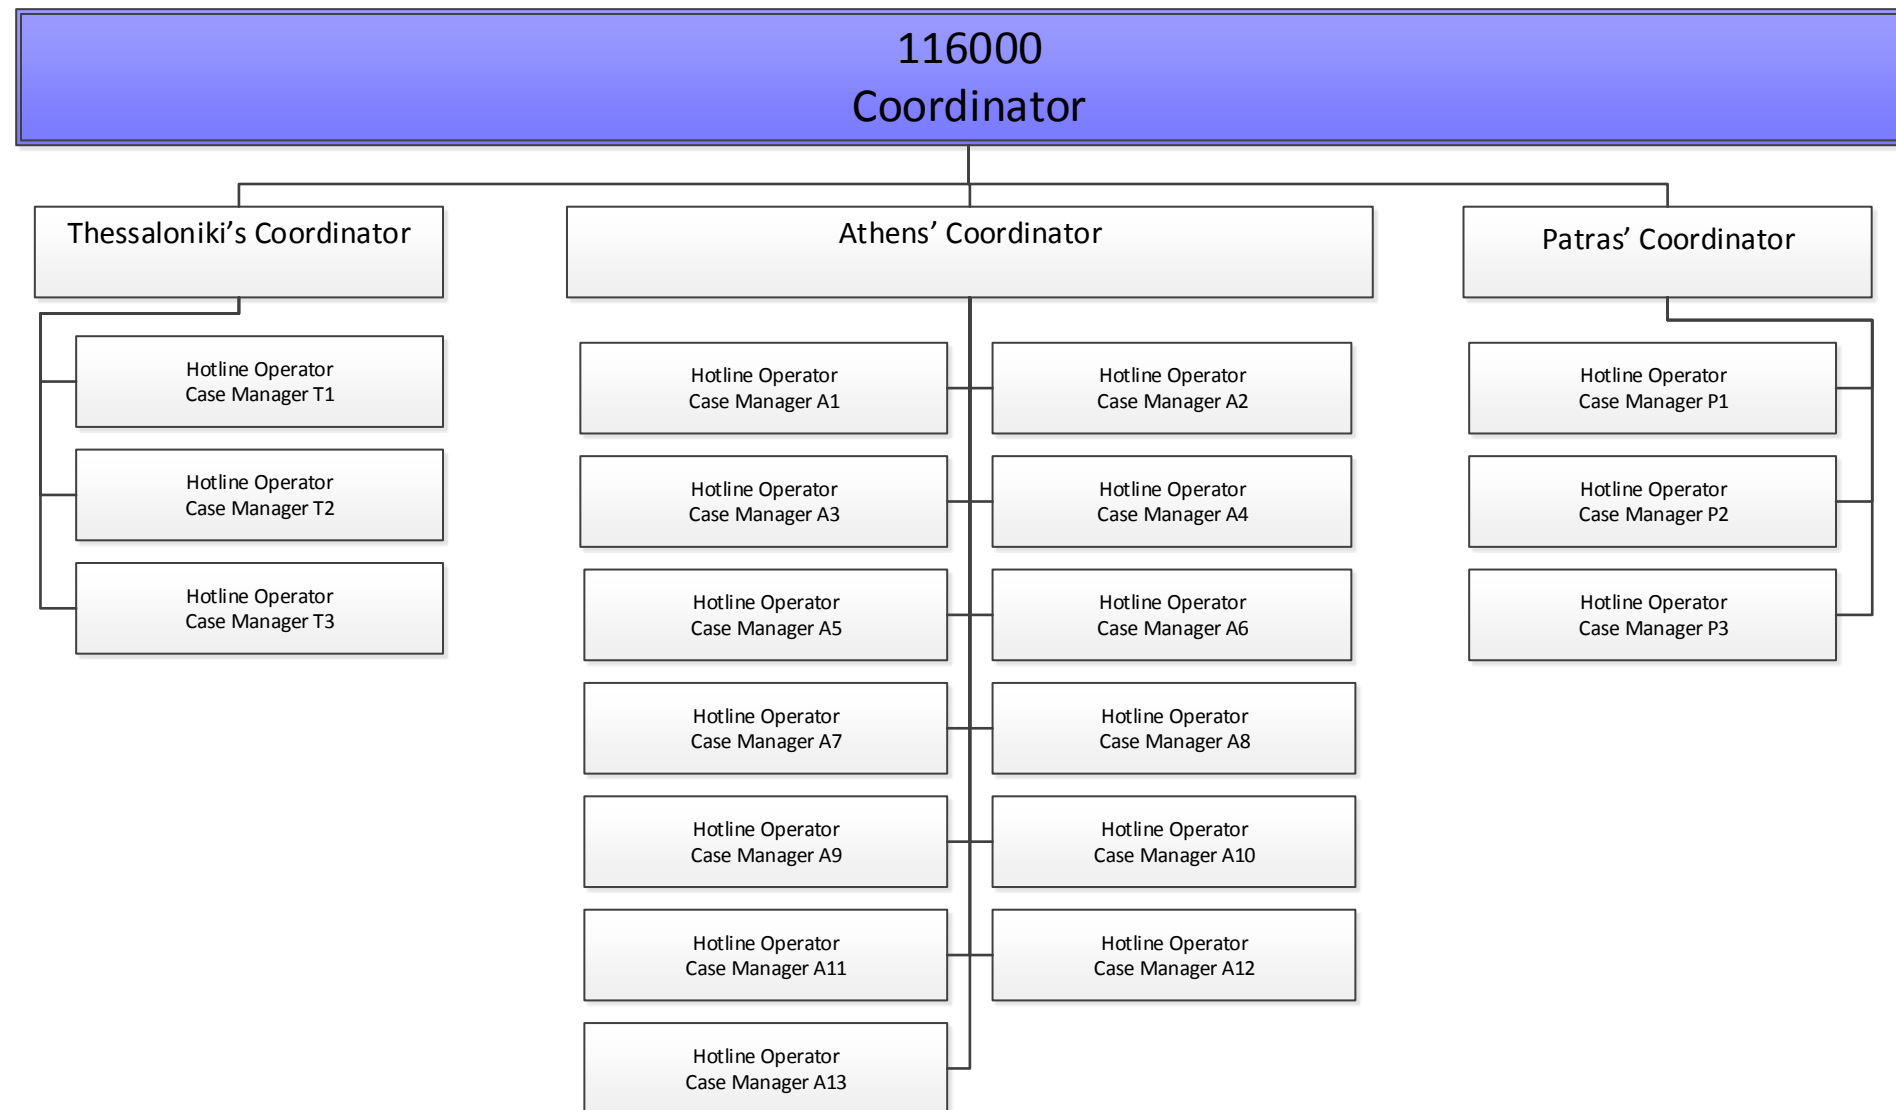 116000
Coordinator
Thessaloniki’s Coordinator
Athens’ Coordinator
Patras’ Coordinator
Hotline Operator
Case Manager T1
Hotline Operator
Case Manager T2
Hotline Operator
Case Manager T3
Hotline Operator
Case Manager A1
Hotline Operator
Case Manager A2
Hotline Operator
Case Manager A3
Hotline Operator
Case Manager A4
Hotline Operator
Case Manager A5
Hotline Operator
Case Manager A6
Hotline Operator
Case Manager A7
Hotline Operator
Case Manager A8
Hotline Operator
Case Manager A9
Hotline Operator
Case Manager A10
Hotline Operator
Case Manager A11
Hotline Operator
Case Manager A12
Hotline Operator
Case Manager A13
Hotline Operator
Case Manager P1
Hotline Operator
Case Manager P2
Hotline Operator
Case Manager P3